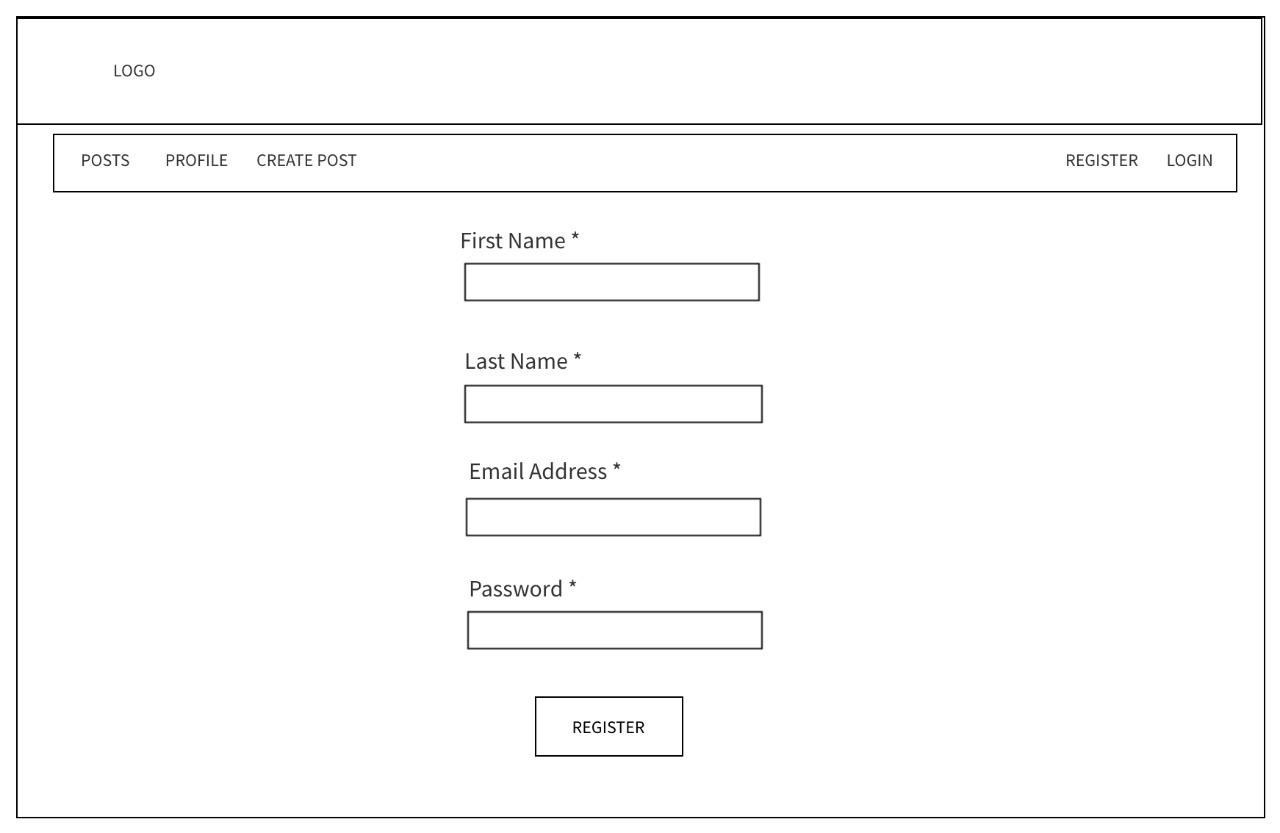 LOGO
POSTS PROFILE CREATE POST REGISTER LOGIN
First Name *
Last Name *
Email Address *
Password *
REGISTER